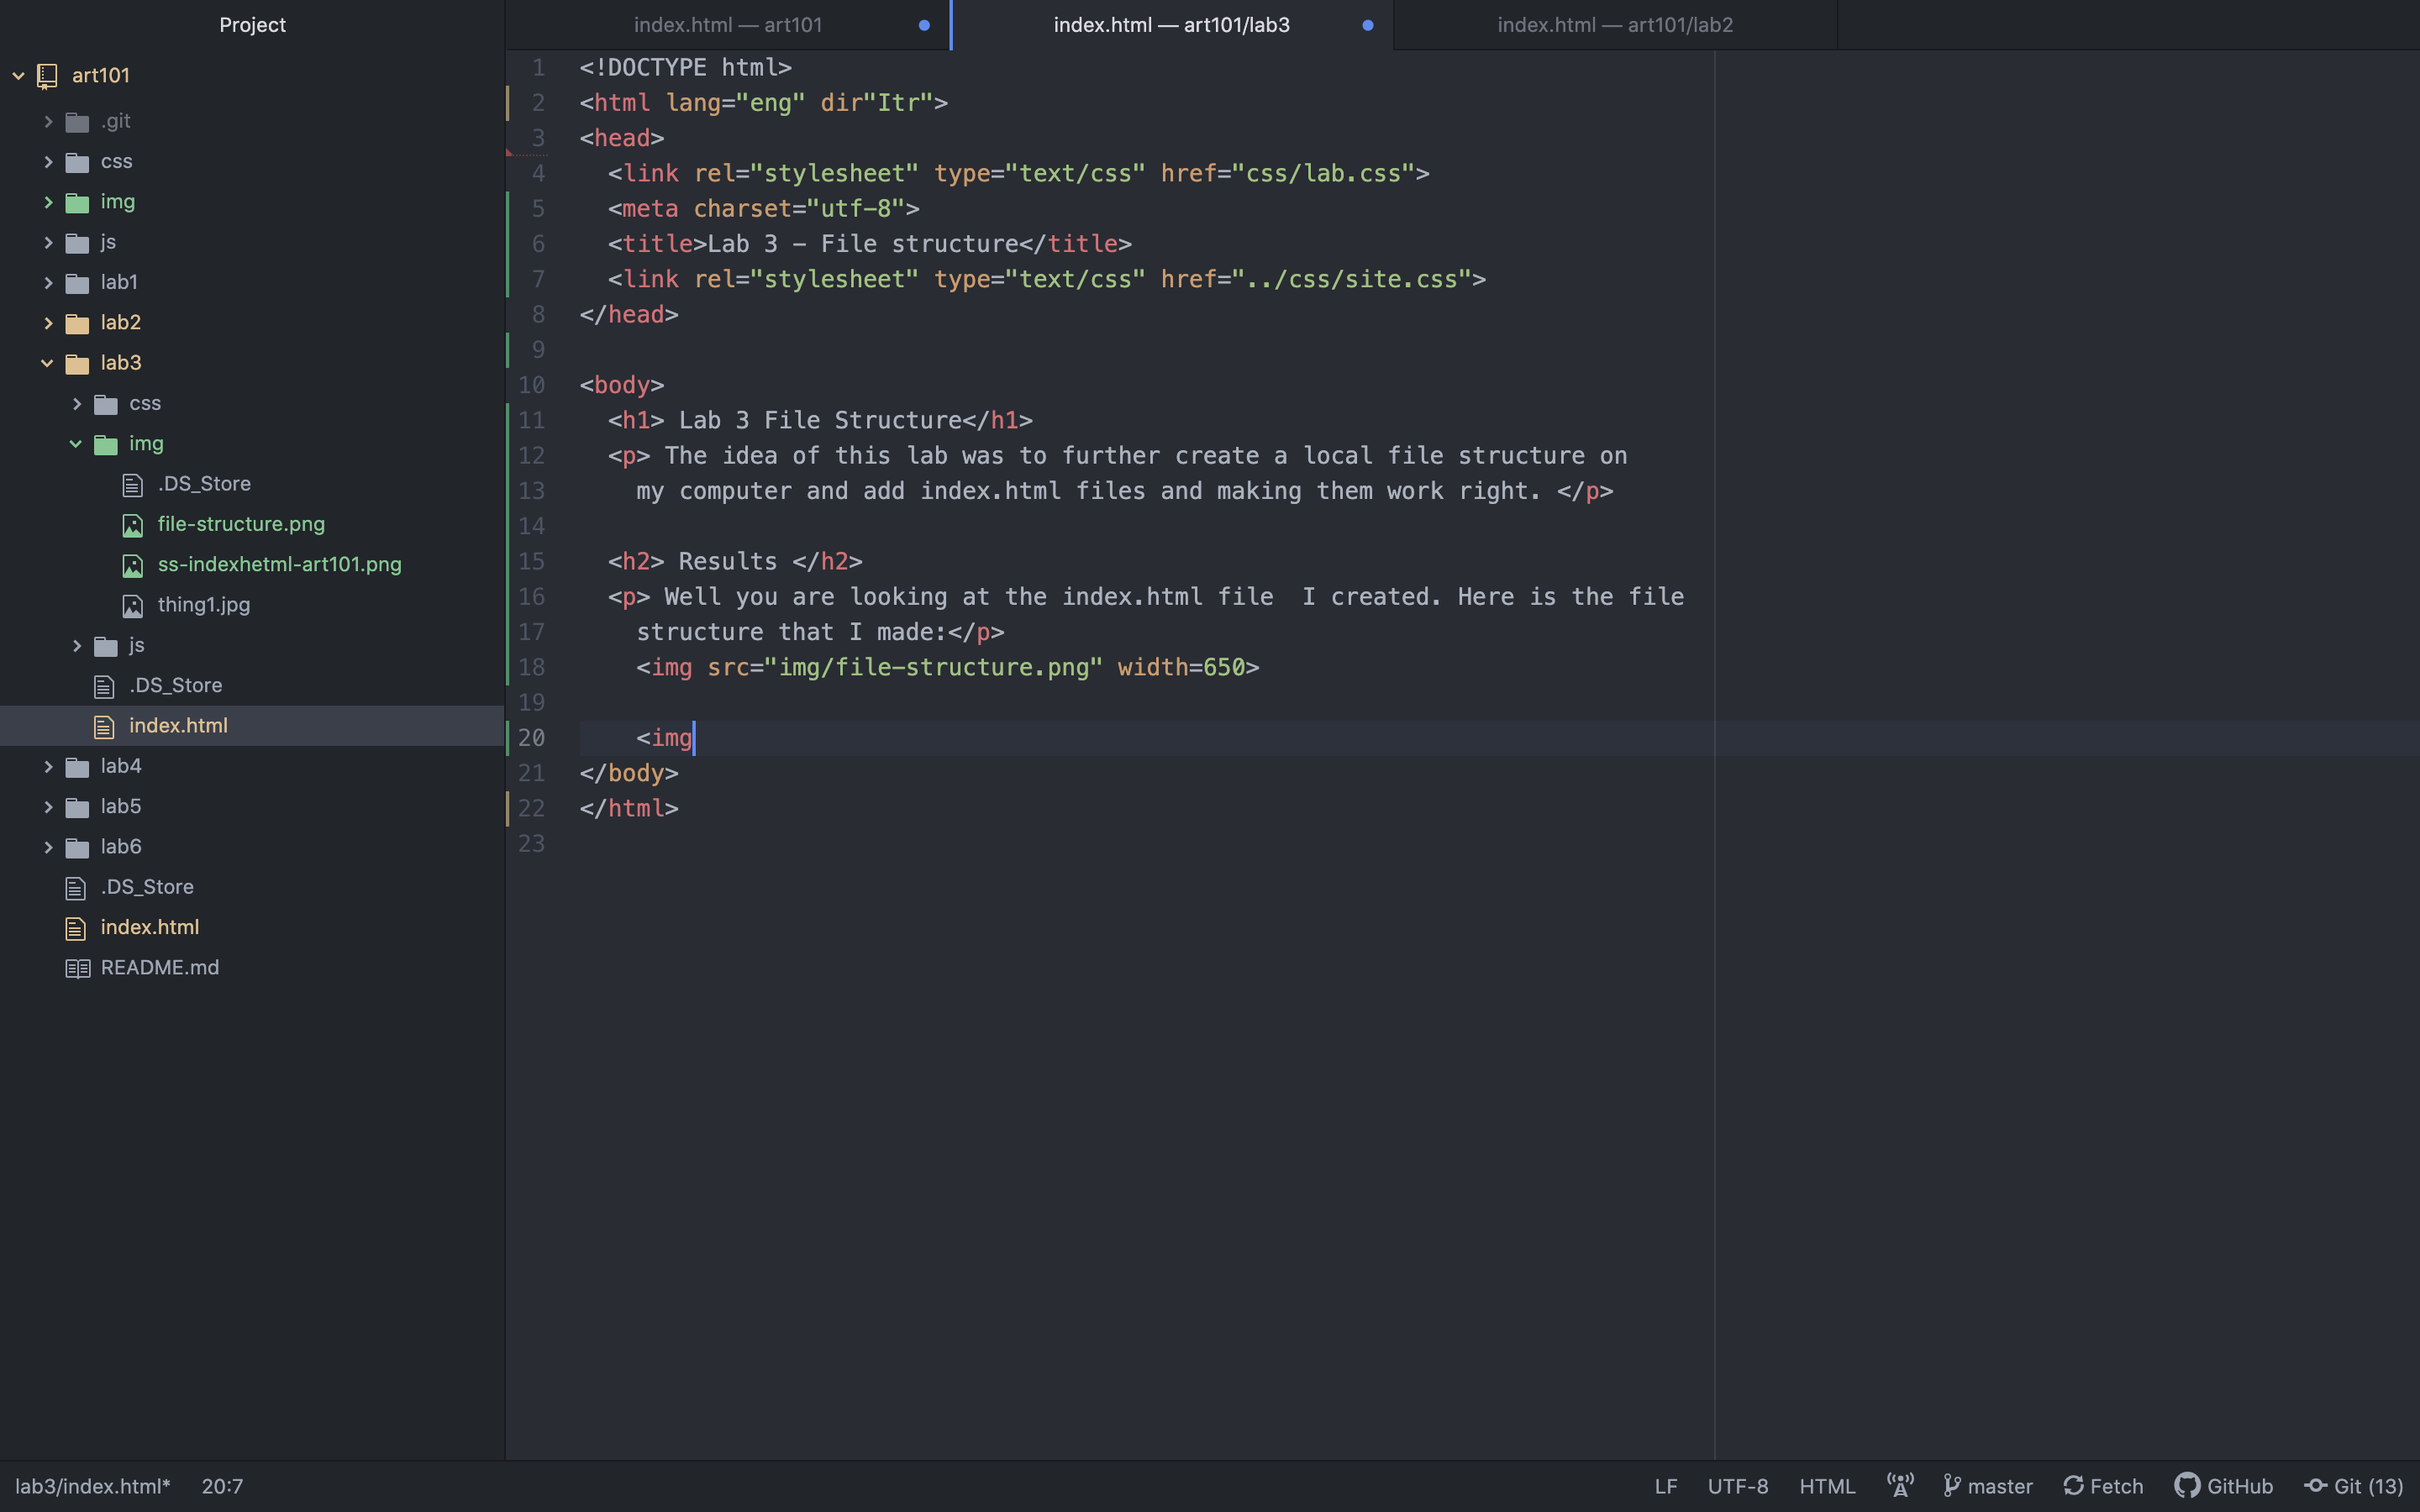 Project
art101
.git
css
img
js
lab1
lab2
lab3
css
img
.DS_Store
file-structure.png
ss-indexhetml-art101.png
thing1.jpg
js
.DS_Store
index.html
lab4
lab5
lab6
.DS_Store
index.html
README.md
index.html — art101
index.html — art101/lab3
index.html — art101/lab2
1 <!DOCTYPE html>
2 <html lang="eng" dir"Itr">
3 <head>
4 <link rel="stylesheet" type="text/css" href="css/lab.css">
5 <meta charset="utf-8">
6 <title>Lab 3 - File structure</title>
7 <link rel="stylesheet" type="text/css" href="../css/site.css">
8 </head>
9
10 <body>
11 <h1> Lab 3 File Structure</h1>
12 <p> The idea of this lab was to further create a local file structure on
13 my computer and add index.html files and making them work right. </p>
14
15 <h2> Results </h2>
16 <p> Well you are looking at the index.html file  I created. Here is the file
17 structure that I made:</p>
18 <img src="img/file-structure.png" width=650>
19
20 <img
21 </body>
22 </html>
23
lab3/index.html* 20:7
LF UTF-8 HTML master Fetch GitHub Git (13)